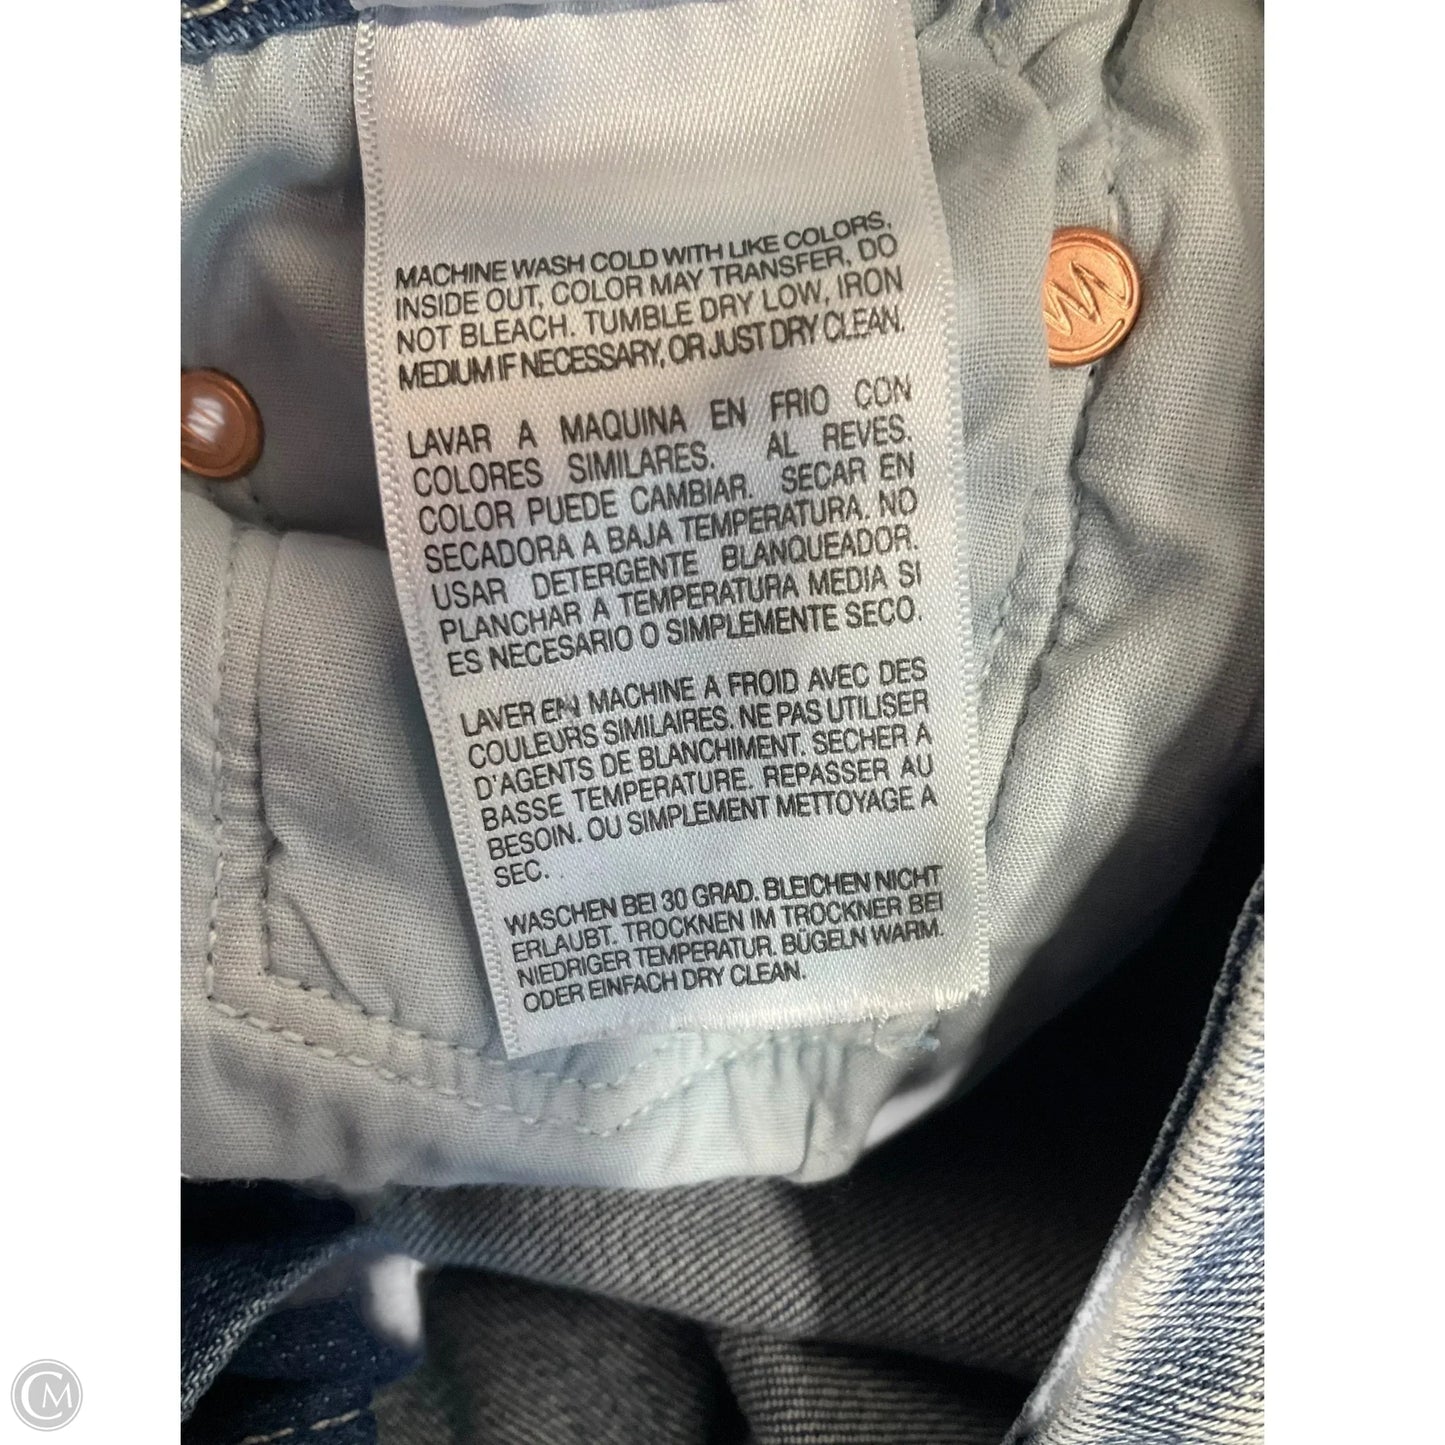 MACHINE WASH COLD WITH LIKE COLORS,
INSIDE OUT, COLOR MAY TRANSFER, DO
NOT BLEACH. TUMBLE DRY LOW, IRON
MEDIUM IF NECESSARY, OR JUST DRY CLEAN.
LAVAR A MAQUINA EN FRIO CON
COLORES SIMILARES. AL REVES.
COLOR PUEDE CAMBIAR. SECAR EN
SECADORA A BAJA TEMPERATURA. NO
USAR DETERGENTE BLANQUEADOR.
PLANCHAR A TEMPERATURA MEDIA SI
ES NECESARIO O SIMPLEMENTE SECO.
LAVER EN MACHINE A FROID AVEC DES
COULEURS SIMILAIRES. NE PAS UTILISER
D'AGENTS DE BLANCHIMENT. SECHER A
BASSE TEMPERATURE. REPASSER AU
BESOIN. OU SIMPLEMENT METTOYAGE A
SEC.
WASCHEN BEI 30 GRAD. BLEICHEN NICHT
ERLAUBT. TROCKNEN IM TROCKNER BEI
NIEDRIGER TEMPERATUR. BÜGELN WARM.
ODER EINFACH DRY CLEAN.
CM